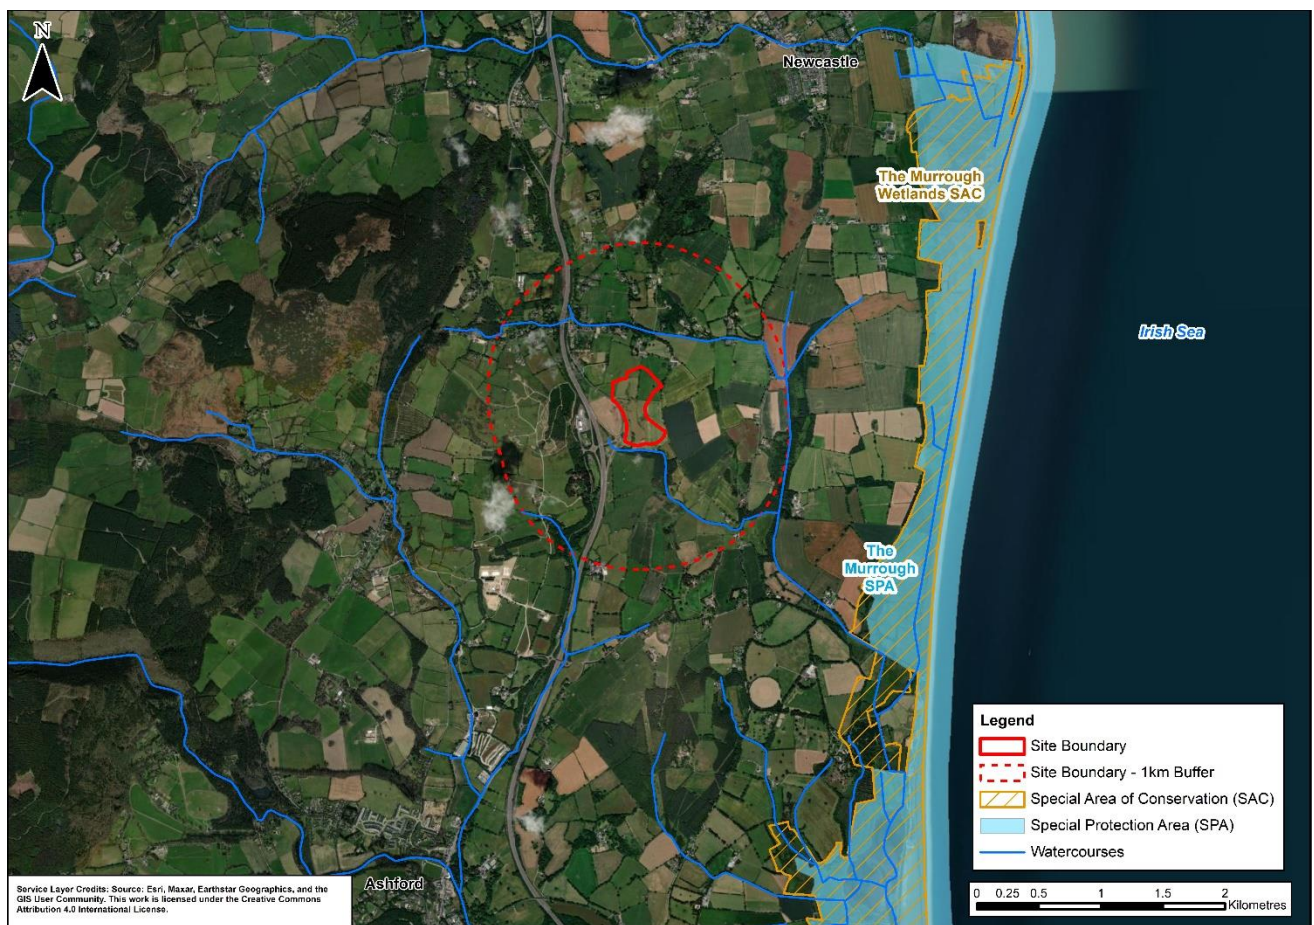 N
Newcastle
The Murrough
Wetlands SAC
Irish Sea
The
Murrough
SPA
Ashford
Legend
Site Boundary
Site Boundary - 1km Buffer
Special Area of Conservation (SAC)
Special Protection Area (SPA)
Watercourses
0 0.25 0.5 1 1.5 2
Kilometres
Service Layer Credits: Source: Esri, Maxar, Earthstar Geographics, and the
GIS User Community. This work is licensed under the Creative Commons
Attribution 4.0 International License.